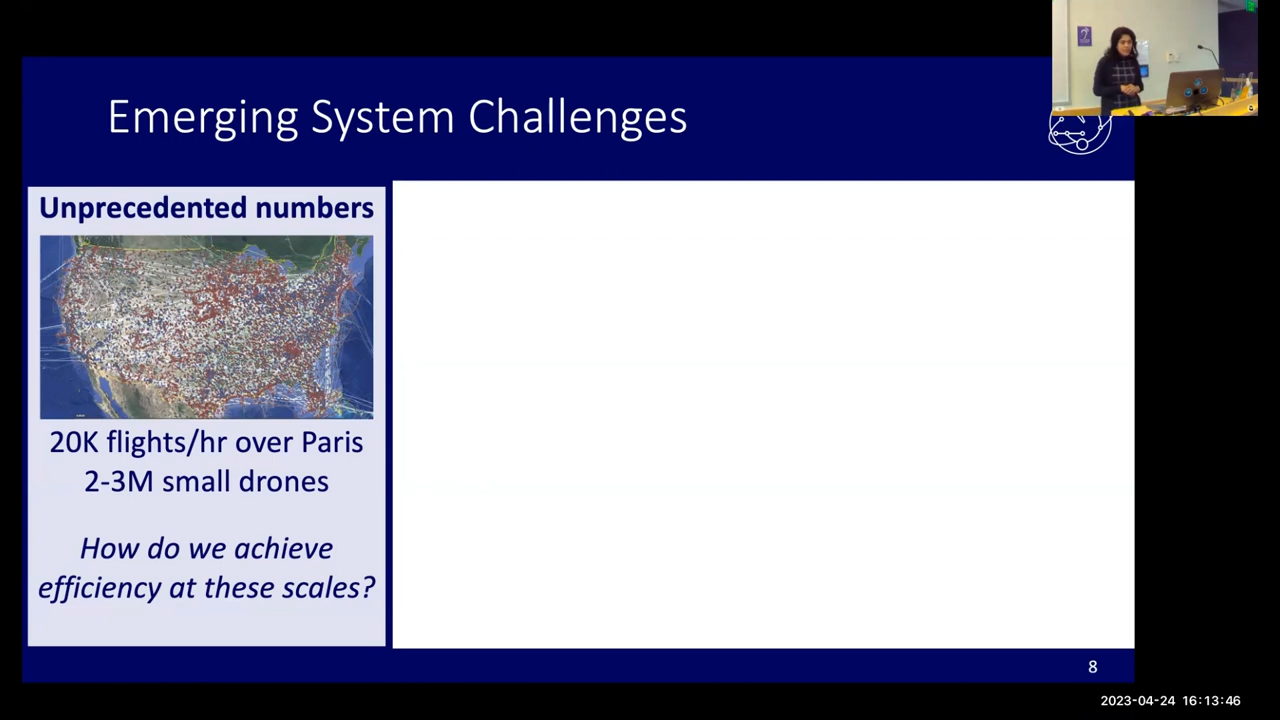 Emerging System Challenges
Unprecedented numbers
20K flights/hr over Paris
2-3M small drones
How do we achieve
efficiency at these scales?
8
2023-04-24 16:13:46